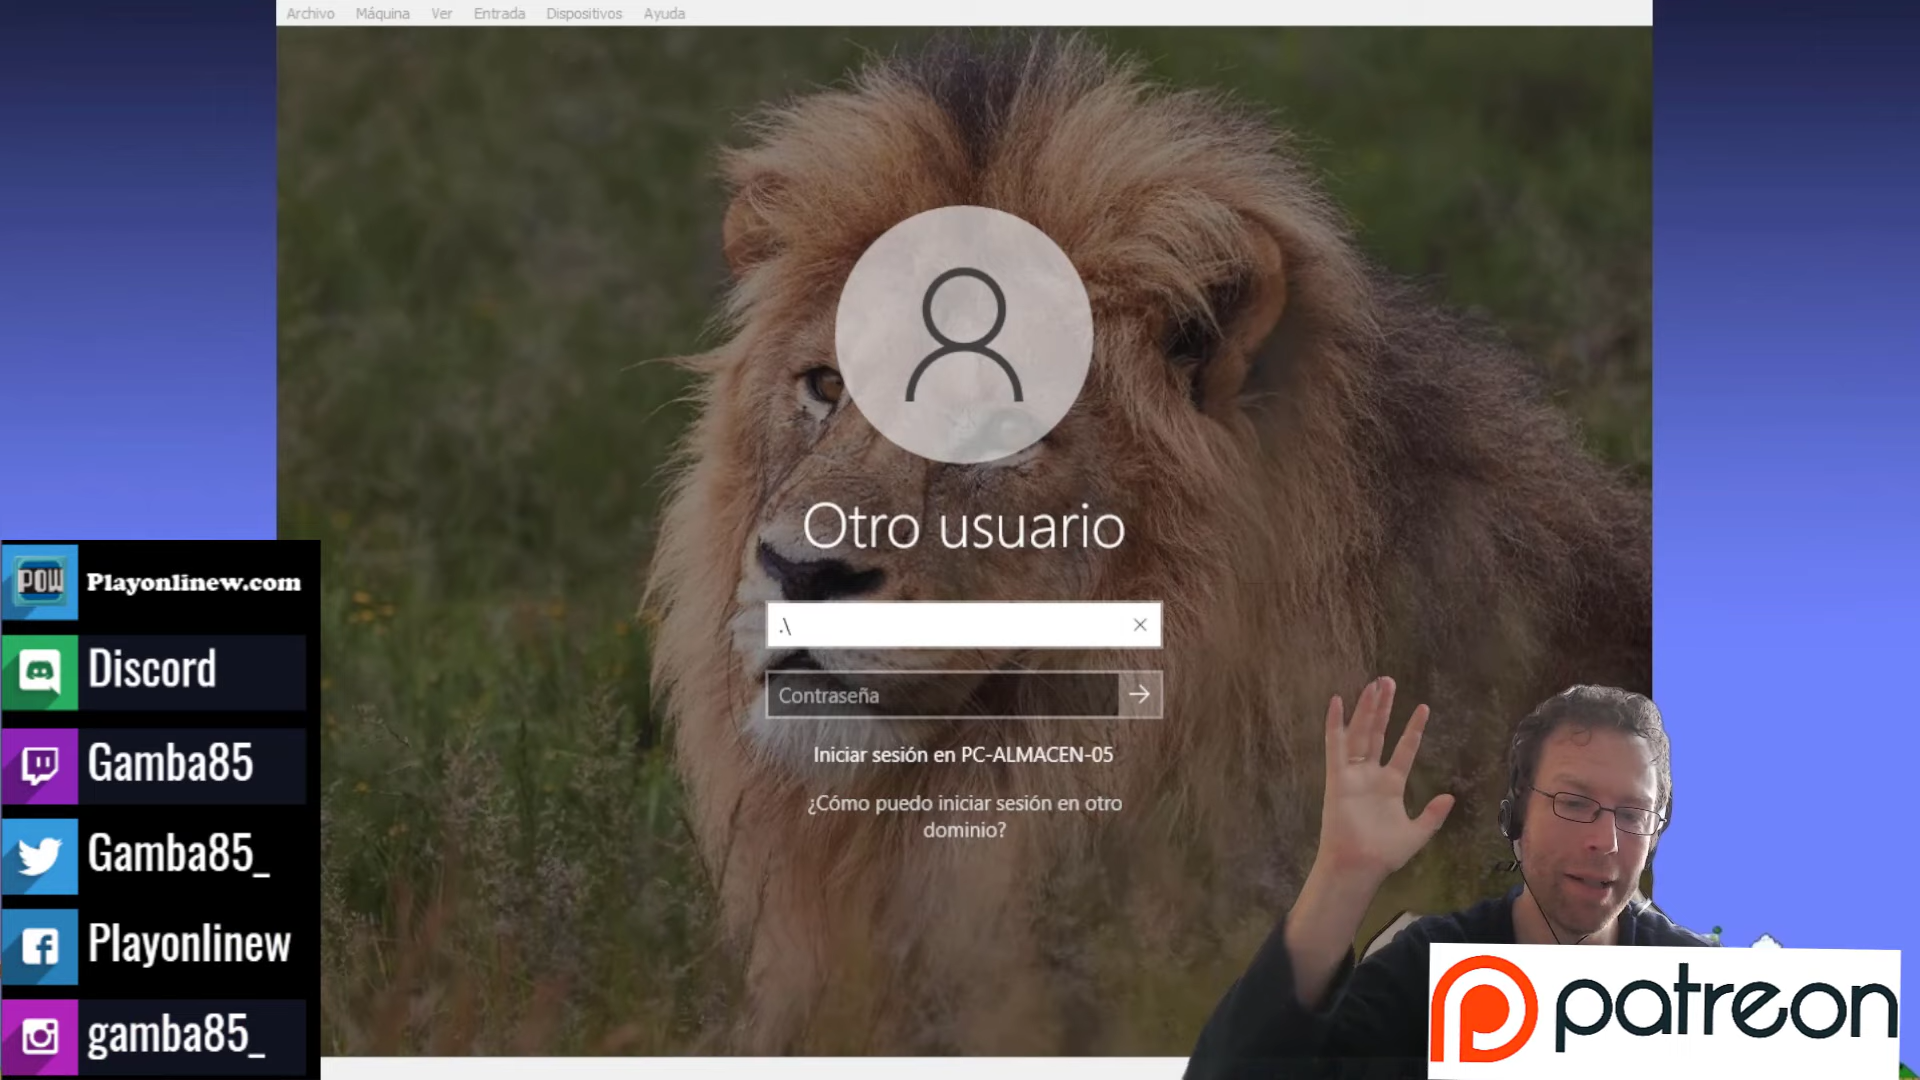 Archivo Máquina Ver Entrada Dispositivos Ayuda
Otro usuario
.\
Contraseña
Iniciar sesión en PC-ALMACEN-05
¿Cómo puedo iniciar sesión en otro
dominio?
POW Playonlinew.com
Discord
Gamba85
Gamba85_
Playonlinew
gamba85_
patreon